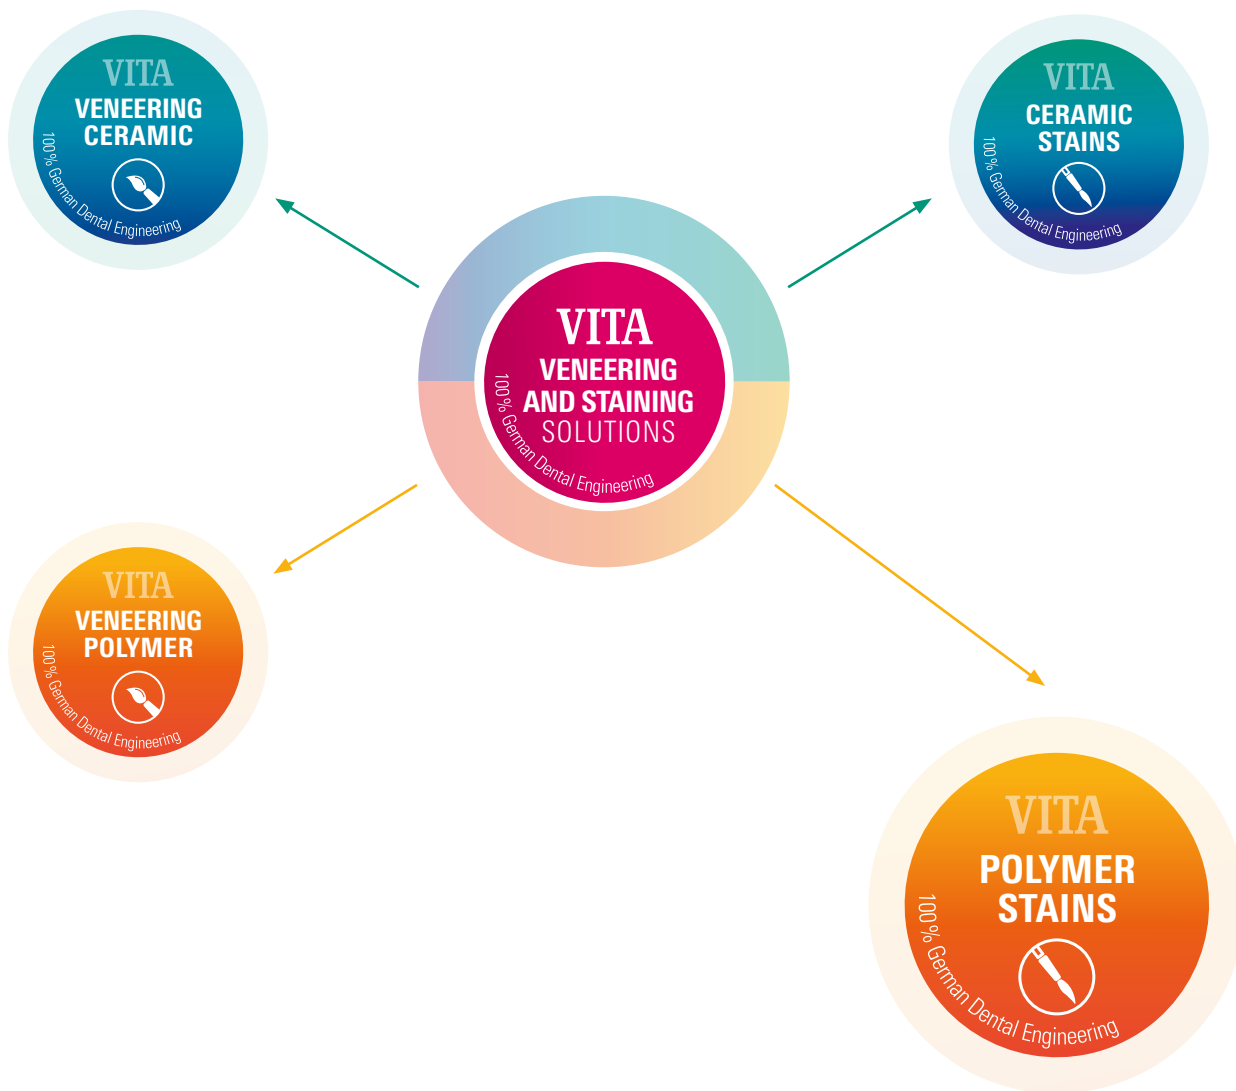 VITA
VENEERING
CERAMIC
100% German Dental Engineering
VITA
CERAMIC
STAINS
100% German Dental Engineering
VITA
VENEERING
AND STAINING
SOLUTIONS
100% German Dental Engineering
VITA
VENEERING
POLYMER
100% German Dental Engineering
VITA
POLYMER
STAINS
100% German Dental Engineering